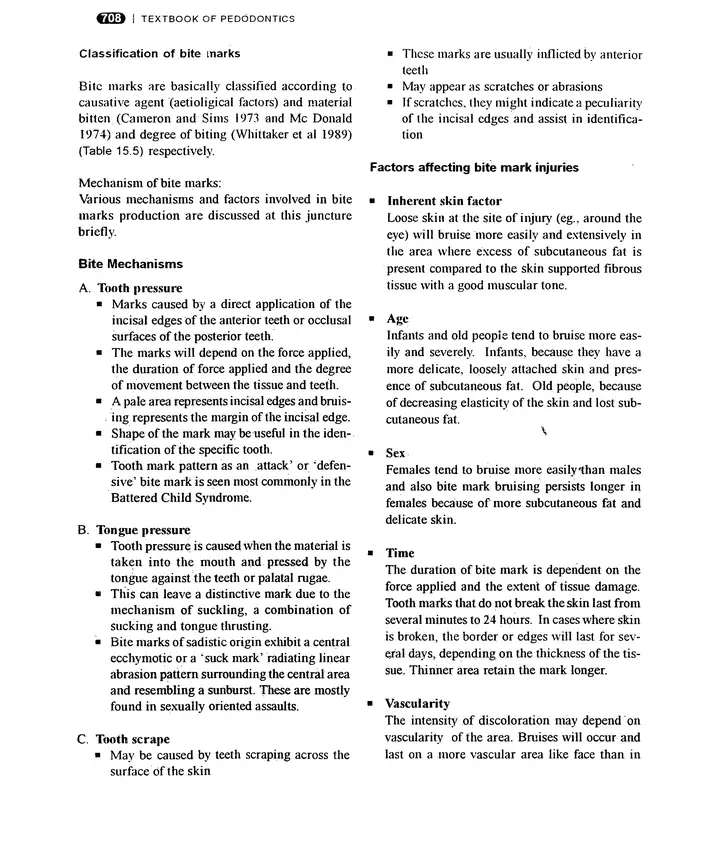 708 | TEXTBOOK OF PEDODONTICS
Classification of bite marks
Bite marks are basically classified according to
causative agent (aetioligical factors) and material
bitten (Cameron and Sims 1973 and Mc Donald
1974) and degree of biting (Whittaker et al 1989)
(Table 15.5) respectively.
Mechanism of bite marks:
Various mechanisms and factors involved in bite
marks production are discussed at this juncture
briefly.
Bite Mechanisms
A. Tooth pressure
▪ Marks caused by a direct application of the
incisal edges of the anterior teeth or occlusal
surfaces of the posterior teeth.
▪ The marks will depend on the force applied,
the duration of force applied and the degree
of movement between the tissue and teeth.
▪ A pale area represents incisal edges and bruis-
ing represents the margin of the incisal edge.
▪ Shape of the mark may be useful in the iden-
tification of the specific tooth.
▪ Tooth mark pattern as an attack' or 'defen-
sive' bite mark is seen most commonly in the
Battered Child Syndrome.
B. Tongue pressure
▪ Tooth pressure is caused when the material is
taken into the mouth and pressed by the
tongue against the teeth or palatal rugae.
▪ This can leave a distinctive mark due to the
mechanism of suckling, a combination of
sucking and tongue thrusting.
▪ Bite marks of sadistic origin exhibit a central
ecchymotic or a 'suck mark' radiating linear
abrasion pattern surrounding the central area
and resembling a sunburst. These are mostly
found in sexually oriented assaults.
C. Tooth scrape
▪ May be caused by teeth scraping across the
surface of the skin
▪ These marks are usually inflicted by anterior
teeth
▪ May appear as scratches or abrasions
▪ If scratches, they might indicate a peculiarity
of the incisal edges and assist in identifica-
tion
Factors affecting bite mark injuries
▪ Inherent skin factor
Loose skin at the site of injury (eg., around the
eye) will bruise more easily and extensively in
the area where excess of subcutaneous fat is
present compared to the skin supported fibrous
tissue with a good muscular tone.
▪ Age
Infants and old people tend to bruise more eas-
ily and severely. Infants, because they have a
more delicate, loosely attached skin and pres-
ence of subcutaneous fat. Old people, because
of decreasing elasticity of the skin and lost sub-
cutaneous fat.
▪ Sex
Females tend to bruise more easily than males
and also bite mark bruising persists longer in
females because of more subcutaneous fat and
delicate skin.
▪ Time
The duration of bite mark is dependent on the
force applied and the extent of tissue damage.
Tooth marks that do not break the skin last from
several minutes to 24 hours. In cases where skin
is broken, the border or edges will last for sev-
eral days, depending on the thickness of the tis-
sue. Thinner area retain the mark longer.
▪ Vascularity
The intensity of discoloration may depend on
vascularity of the area. Bruises will occur and
last on a more vascular area like face than in